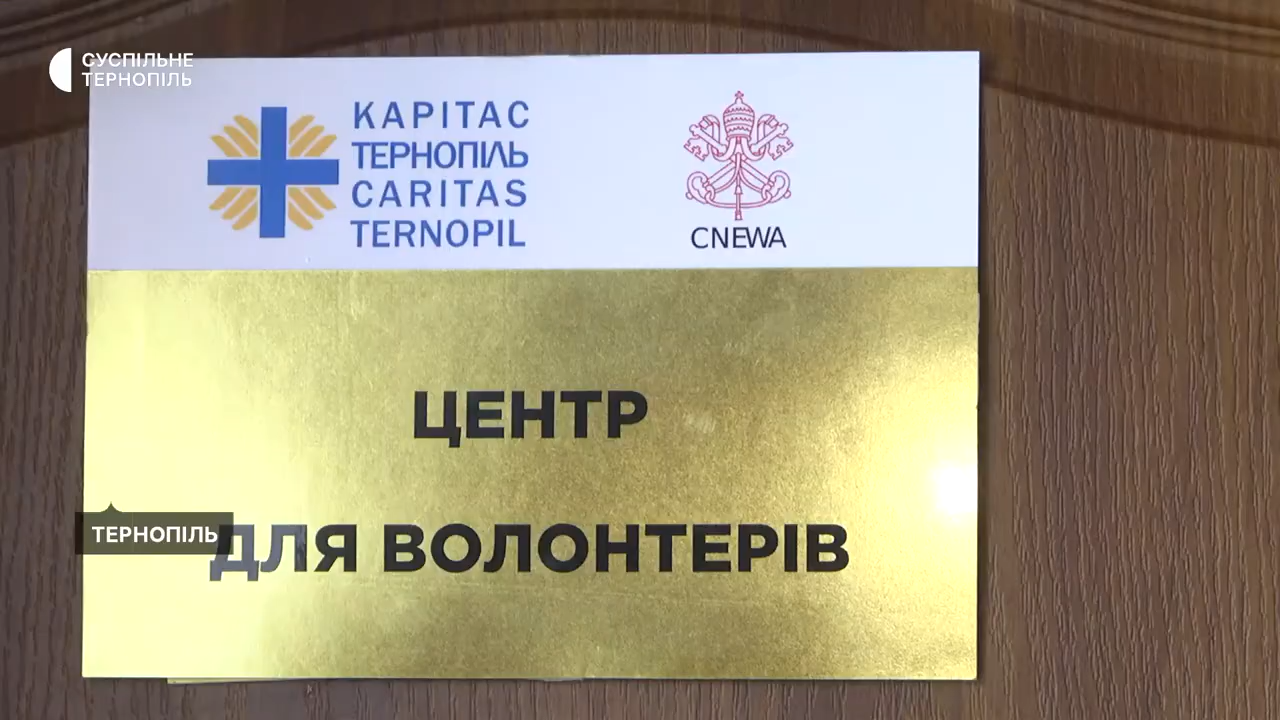 СУСПІЛЬНЕ
ТЕРНОПІЛЬ
КАРІТАС
ТЕРНОПІЛЬ
CARITAS
TERNOPIL
CNEWA
ЦЕНТР
ДЛЯ ВОЛОНТЕРІВ
ТЕРНОПІЛЬ